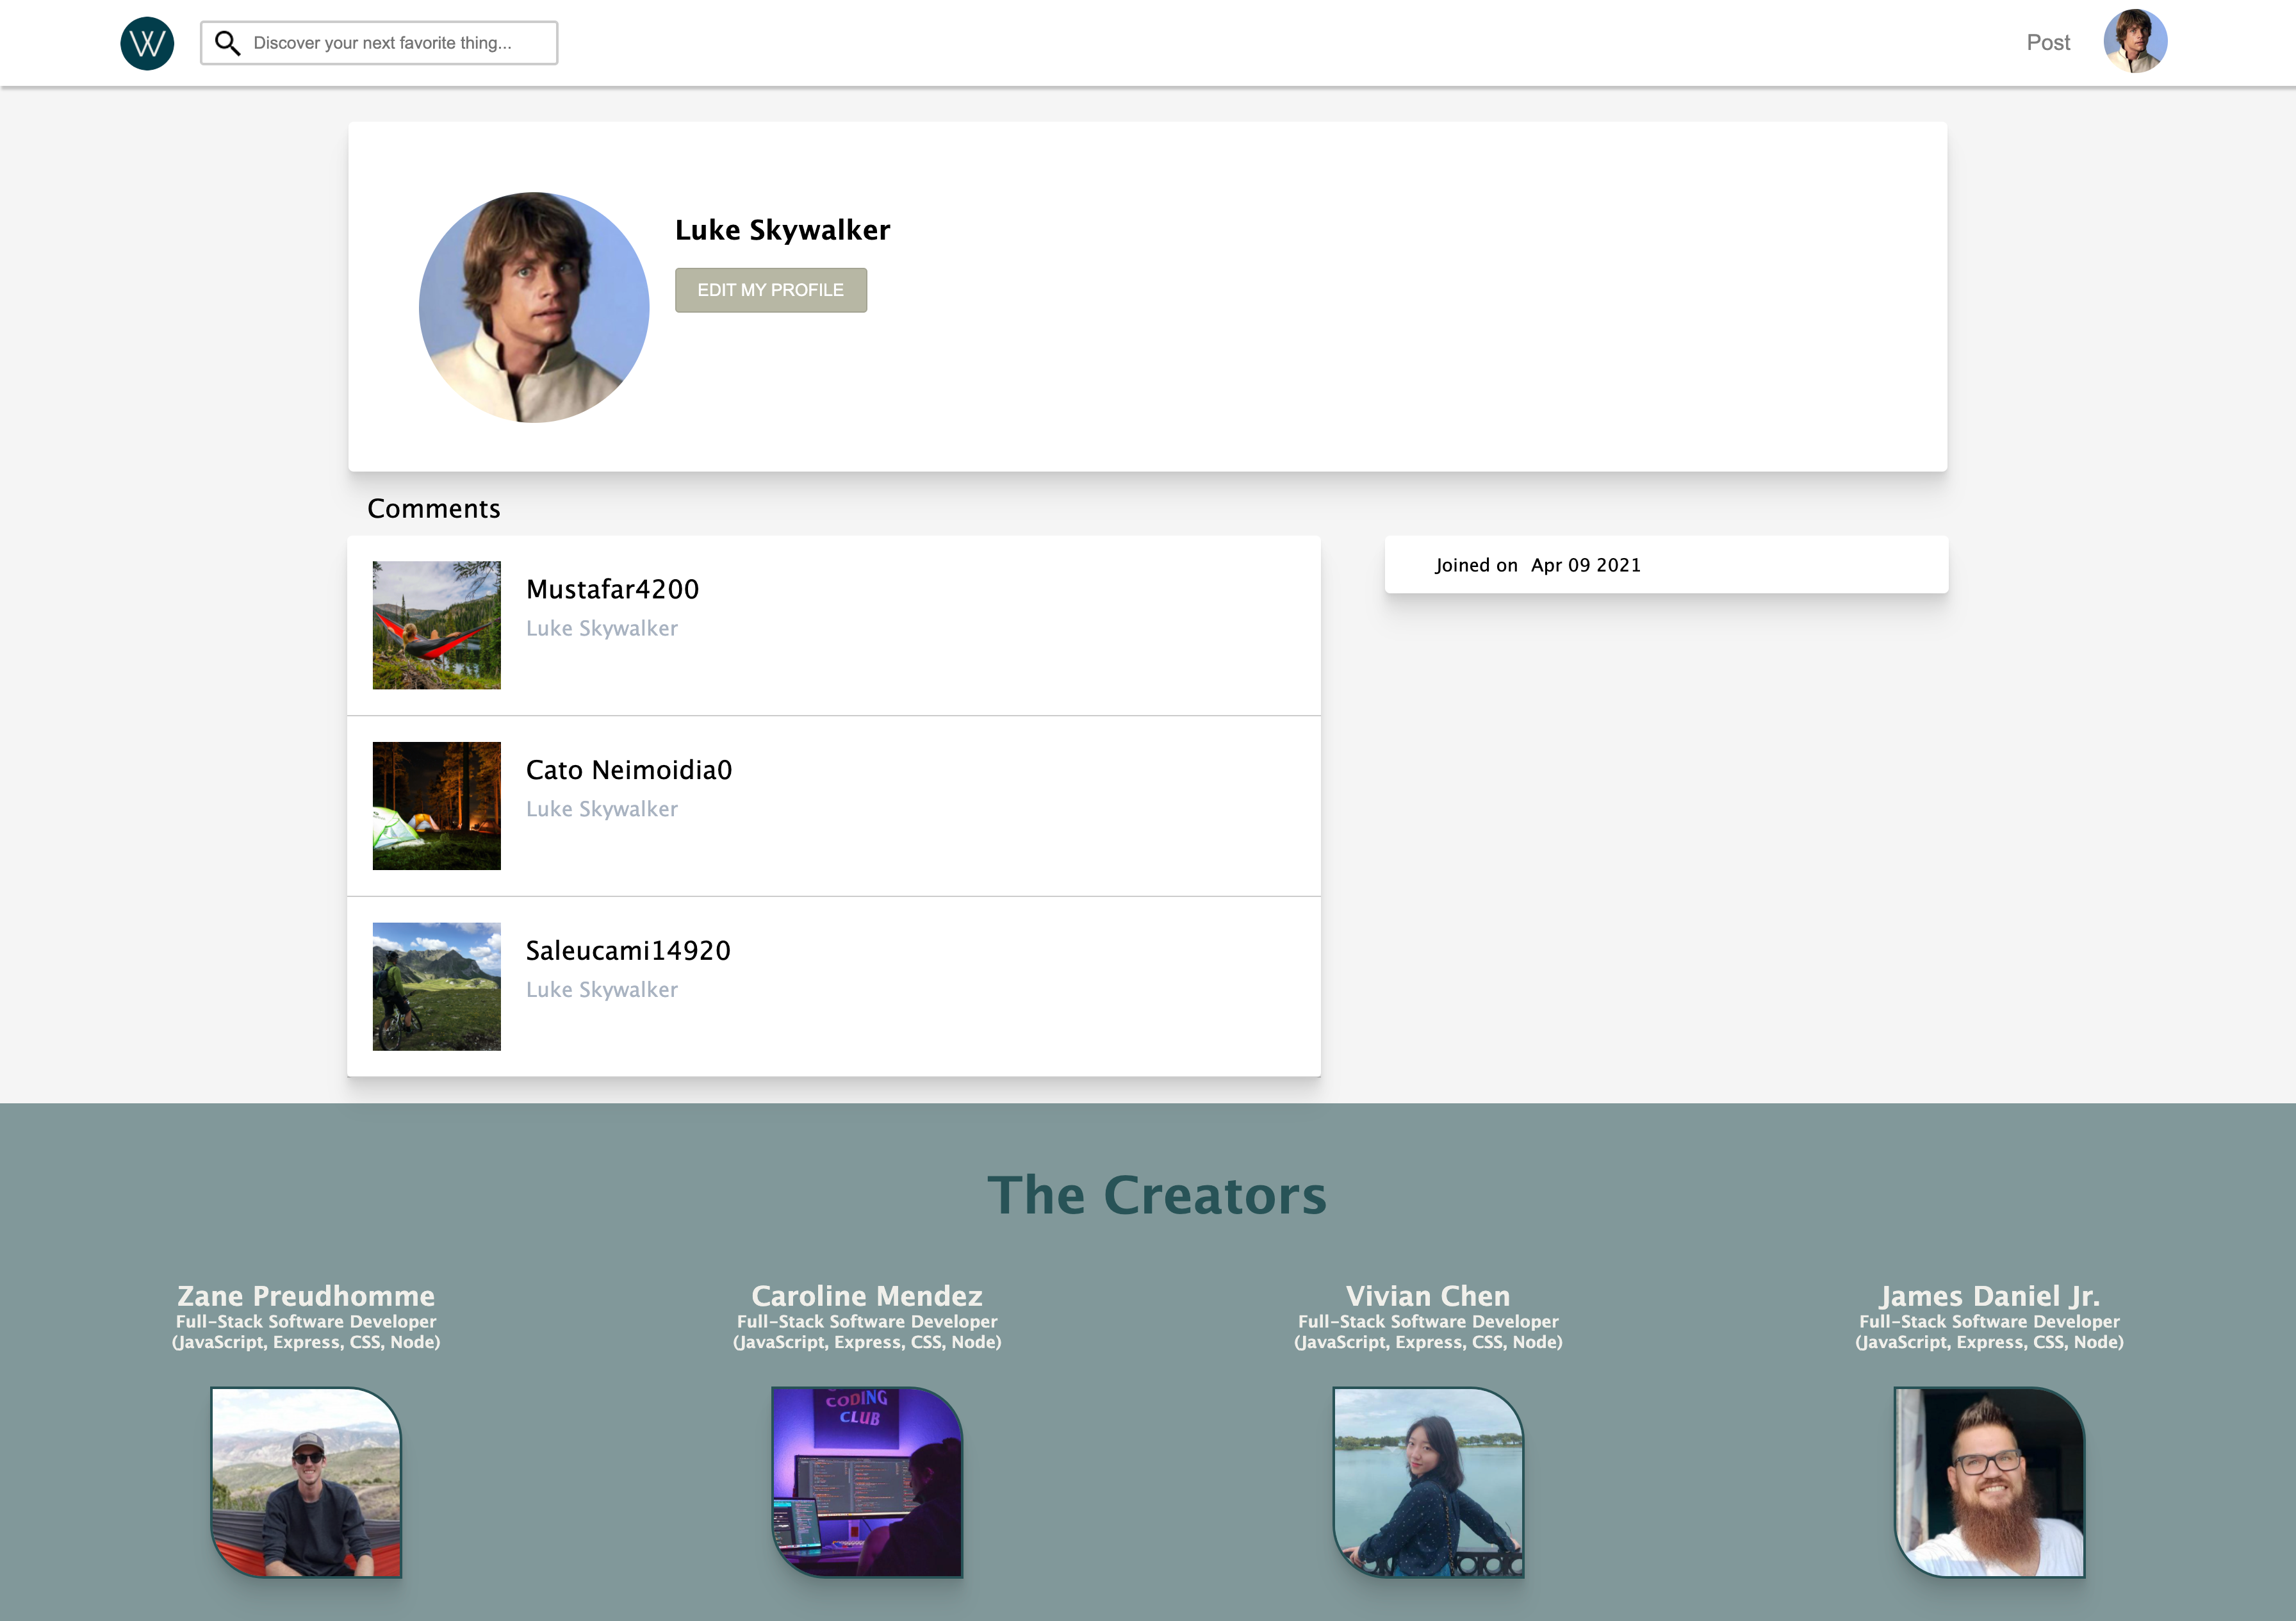 W
Discover your next favorite thing...
Post
Luke Skywalker
EDIT MY PROFILE
Comments
Mustafar4200
Luke Skywalker
Joined on Apr 09 2021
Cato Neimoidia0
Luke Skywalker
Saleucami14920
Luke Skywalker
The Creators
Zane Preudhomme
Full-Stack Software Developer
(JavaScript, Express, CSS, Node)
Caroline Mendez
Full-Stack Software Developer
(JavaScript, Express, CSS, Node)
Vivian Chen
Full-Stack Software Developer
(JavaScript, Express, CSS, Node)
James Daniel Jr.
Full-Stack Software Developer
(JavaScript, Express, CSS, Node)
CODING
CLUB